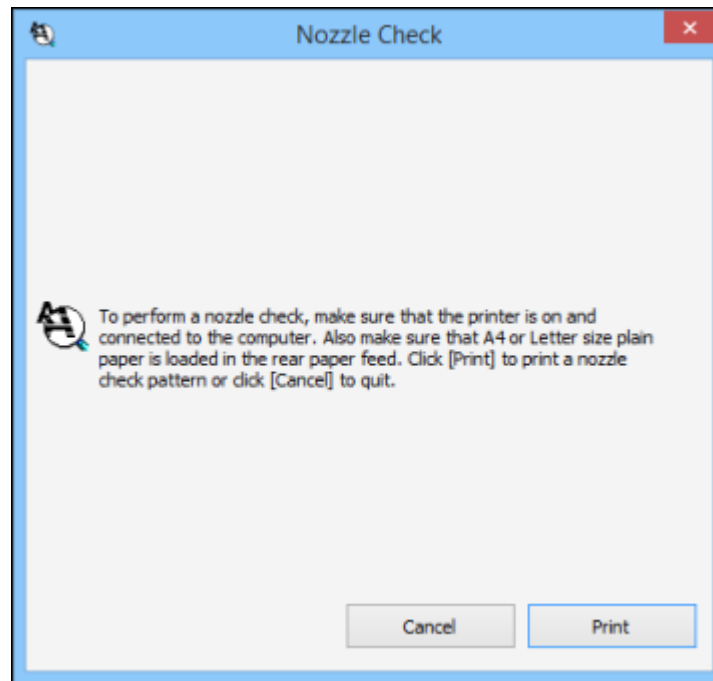 Nozzle Check
To perform a nozzle check, make sure that the printer is on and
connected to the computer. Also make sure that A4 or Letter size plain
paper is loaded in the rear paper feed. Click [Print] to print a nozzle
check pattern or click [Cancel] to quit.
Cancel
Print